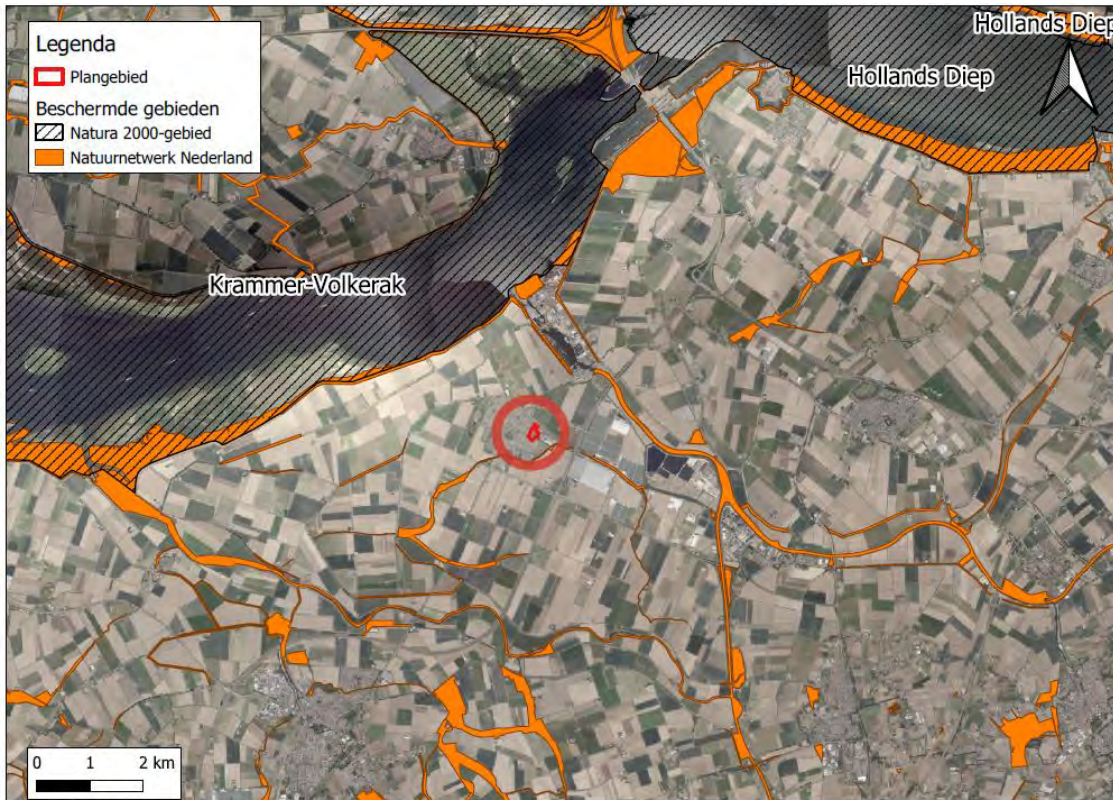 Legenda
Plangebied
Beschermde gebieden
Natura 2000-gebied
Natuurnetwerk Nederland
Hollands Diep
Hollands Diep
Krammer-Volkerak
0 1 2 km